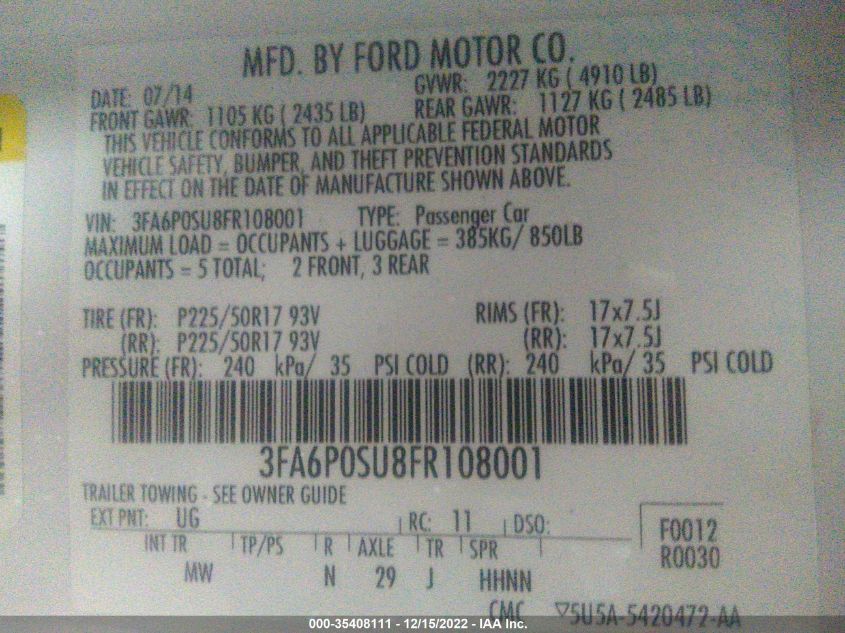 MFD. BY FORD MOTOR CO.
DATE: 07/14 GVWR: 2227 KG ( 4910 LB)
FRONT GAWR: 1105 KG ( 2435 LB) REAR GAWR: 1127 KG ( 2485 LB)
THIS VEHICLE CONFORMS TO ALL APPLICABLE FEDERAL MOTOR
VEHICLE SAFETY, BUMPER, AND THEFT PREVENTION STANDARDS
IN EFFECT ON THE DATE OF MANUFACTURE SHOWN ABOVE.
VIN: 3FA6P0SU8FR108001 TYPE: Passenger Car
MAXIMUM LOAD = OCCUPANTS + LUGGAGE = 385KG/ 850LB
OCCUPANTS = 5 TOTAL; 2 FRONT, 3 REAR
TIRE (FR): P225/50R17 93V RIMS (FR): 17x7.5J
(RR): P225/50R17 93V (RR): 17x7.5J
PRESSURE (FR): 240 kPa/ 35 PSI COLD (RR): 240 kPa/ 35 PSI COLD
3FA6P0SU8FR108001
TRAILER TOWING - SEE OWNER GUIDE
EXT PNT: UG RC: 11 DSO: F0012
INT TR TP/PS R AXLE TR SPR R0030
MW N 29 J HHNN
CMC ▽5U5A-5420472-AA
000-35408111 - 12/15/2022 - IAA Inc.